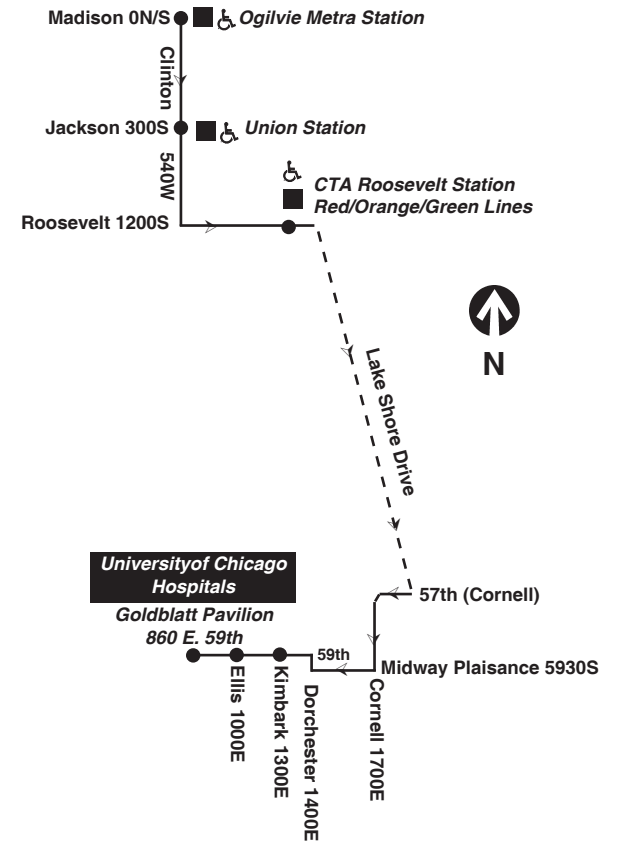 Madison 0N/S
Ogilvie Metra Station
Clinton
Jackson 300S
Union Station
540W
CTA Roosevelt Station
Red/Orange/Green Lines
Roosevelt 1200S
N
Lake Shore Drive
Universityof Chicago
Hospitals
57th (Cornell)
Goldblatt Pavilion
860 E. 59th
59th
Midway Plaisance 5930S
Ellis 1000E
Kimbark 1300E
Dorchester 1400E
Cornell 1700E